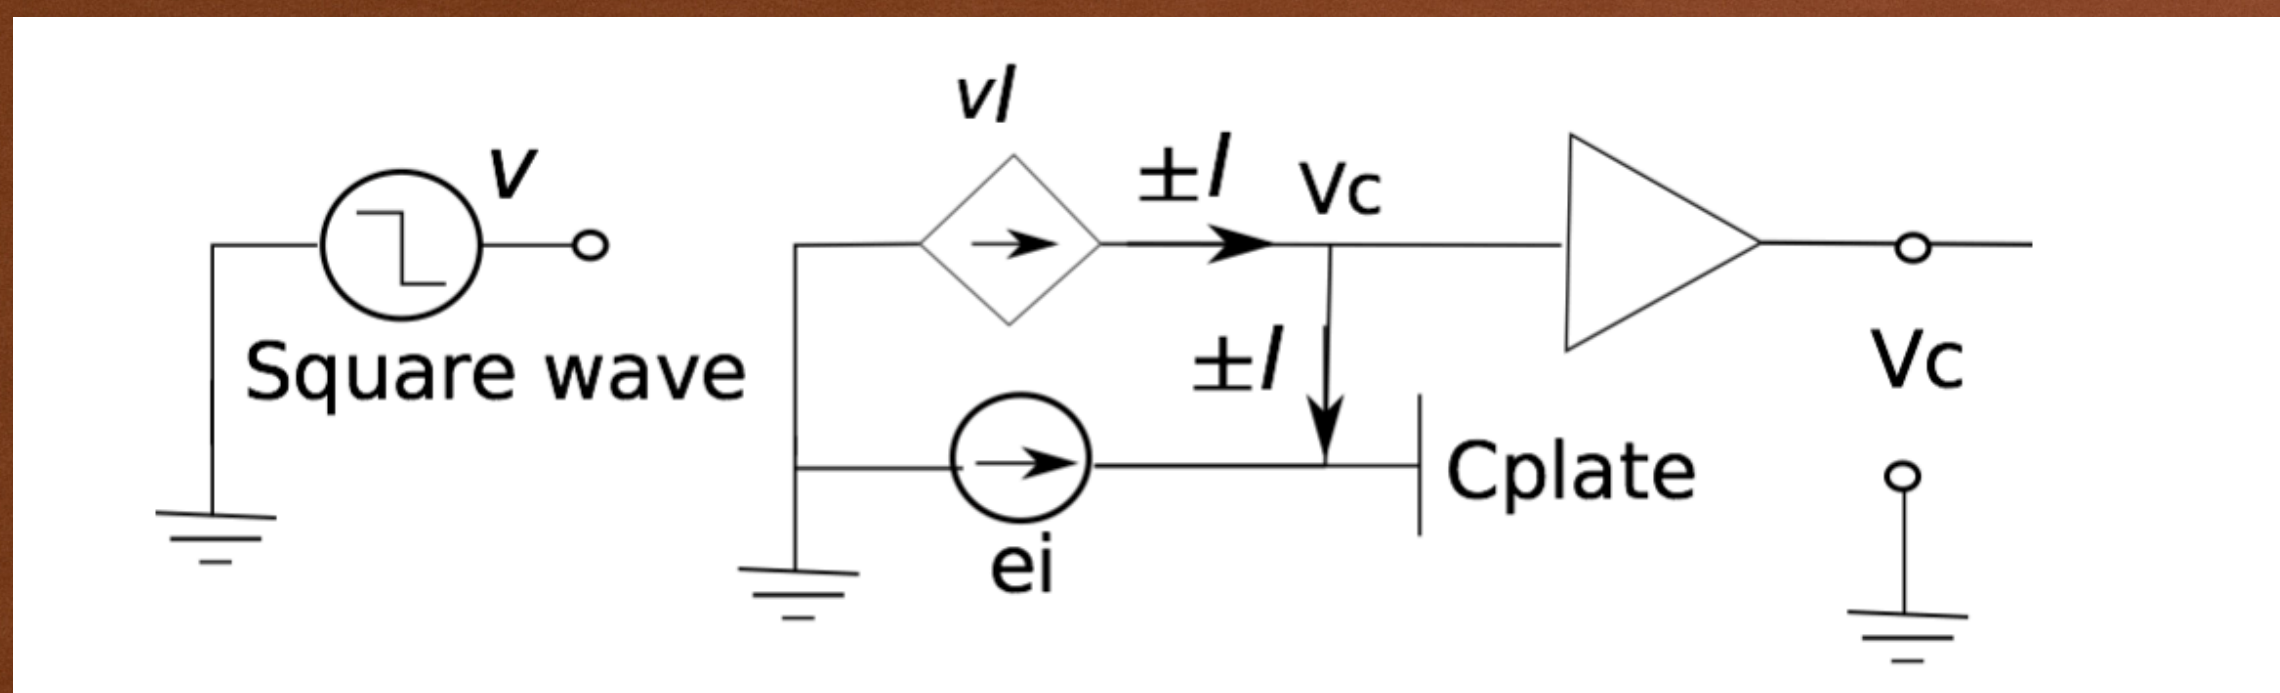 vI
v
±I
Vc
Square wave
±I
Vc
Cplate
ei